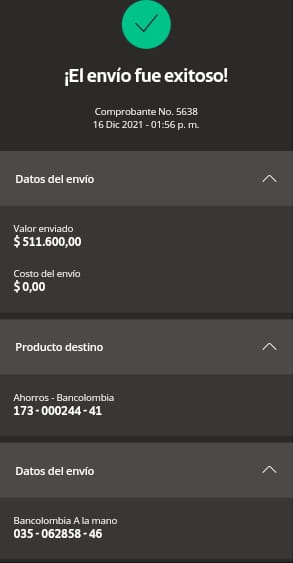 ¡El envío fue exitoso!
Comprobante No. 5638
16 Dic 2021 - 01:56 p. m.
Datos del envío
Valor enviado
$ 511.600,00
Costo del envío
$ 0,00
Producto destino
Ahorros - Bancolombia
173 - 000244 - 41
Datos del envío
Bancolombia A la mano
035 - 062858 - 46